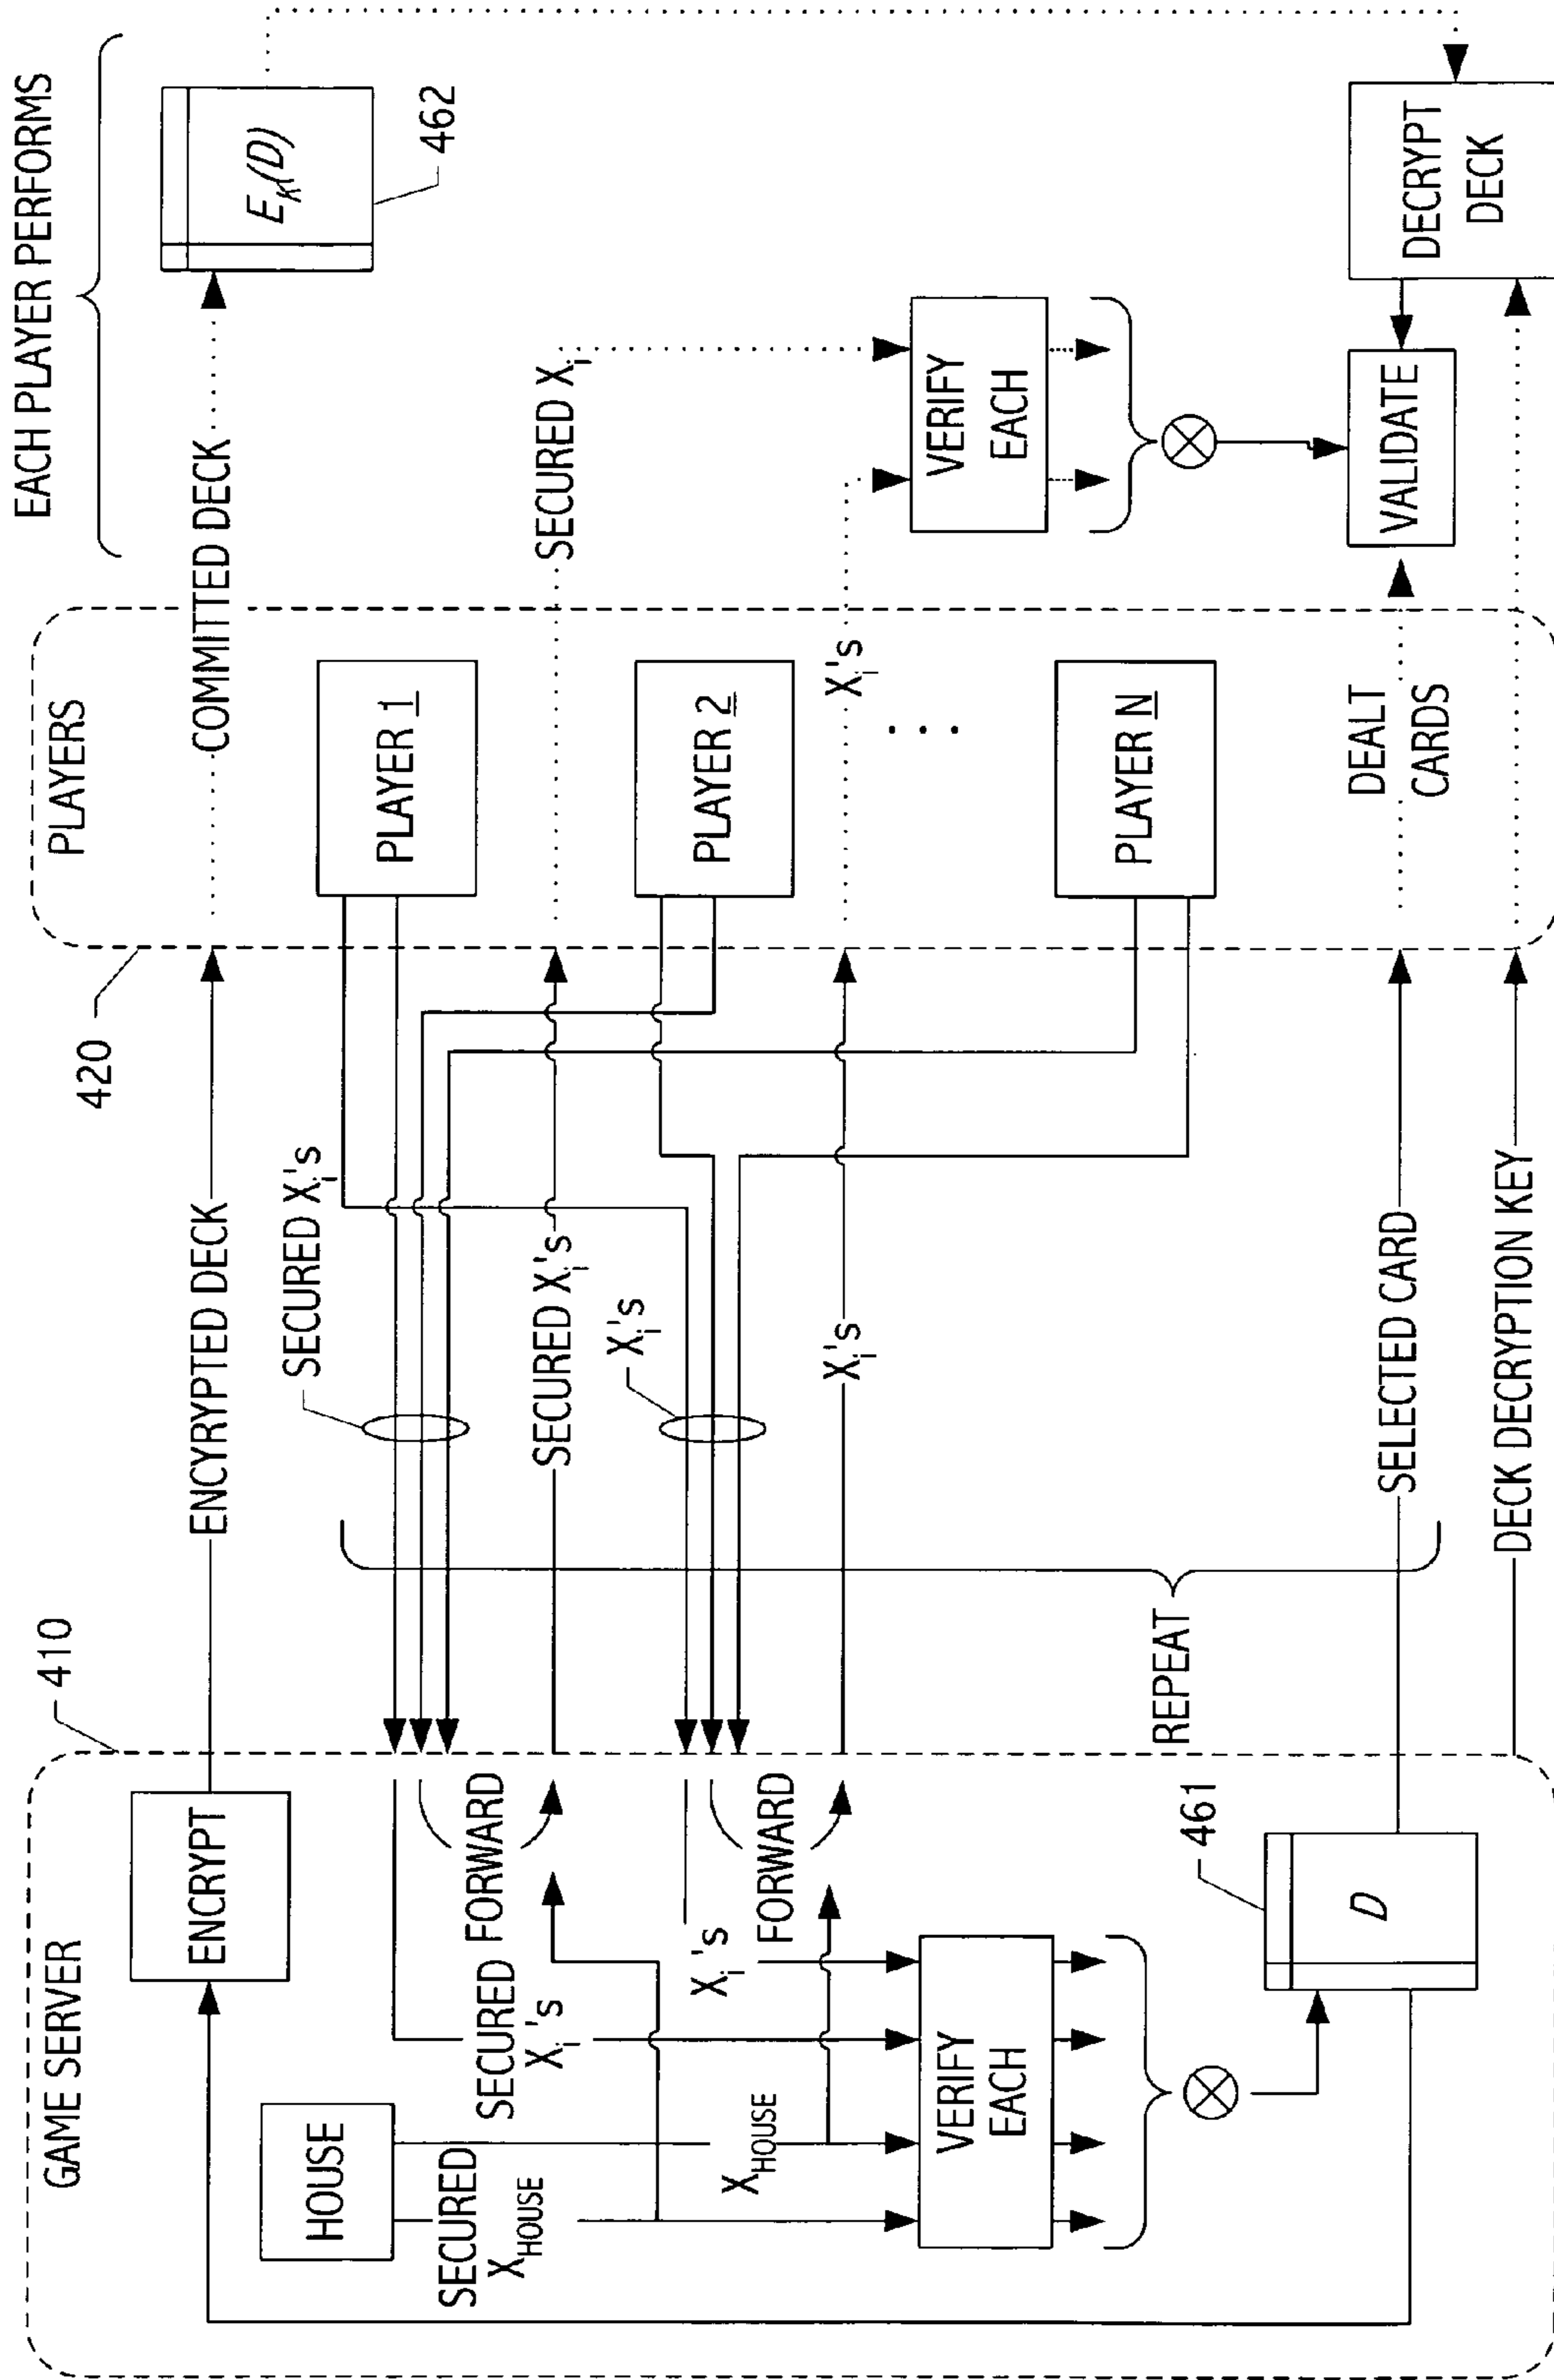 GAME SERVER
410
HOUSE
ENCRYPT
SECURED
X_HOUSE
SECURED
X_i's
FORWARD
X_HOUSE
X_i's
FORWARD
VERIFY
EACH
461
D
ENCYRPTED DECK
SECURED X_i's
SECURED X_i's
X_i's
X_i's
REPEAT
SELECTED CARD
DECK DECRYPTION KEY
420
PLAYERS
PLAYER 1
PLAYER 2
X_i's
. . .
PLAYER N
DEALT
CARDS
EACH PLAYER PERFORMS
COMMITTED DECK
E_K(D)
462
SECURED X_i
VERIFY
EACH
VALIDATE
DECRYPT
DECK